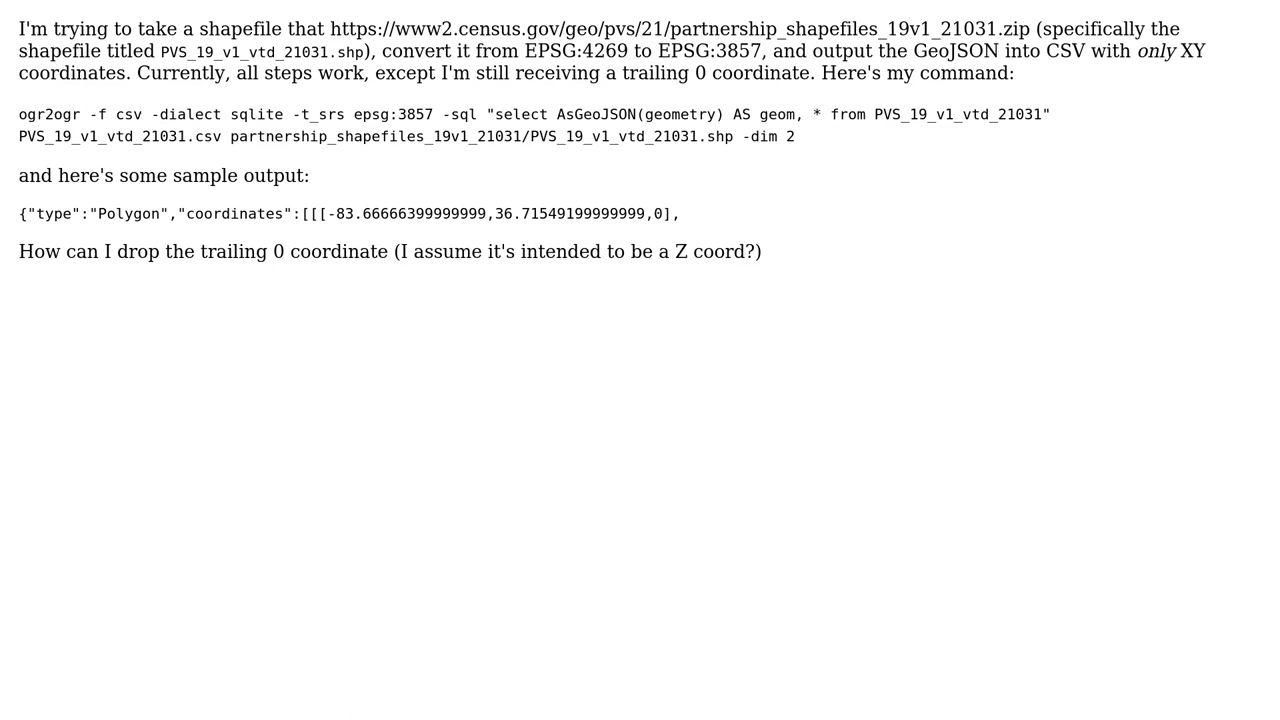 I'm trying to take a shapefile that https://www2.census.gov/geo/pvs/21/partnership_shapefiles_19v1_21031.zip (specifically the
shapefile titled PVS_19_v1_vtd_21031.shp), convert it from EPSG:4269 to EPSG:3857, and output the GeoJSON into CSV with only XY
coordinates. Currently, all steps work, except I'm still receiving a trailing 0 coordinate. Here's my command:
ogr2ogr -f csv -dialect sqlite -t_srs epsg:3857 -sql "select AsGeoJSON(geometry) AS geom, * from PVS_19_v1_vtd_21031"
PVS_19_v1_vtd_21031.csv partnership_shapefiles_19v1_21031/PVS_19_v1_vtd_21031.shp -dim 2
and here's some sample output:
{"type":"Polygon","coordinates":[[[-83.66666399999999,36.71549199999999,0],
How can I drop the trailing 0 coordinate (I assume it's intended to be a Z coord?)